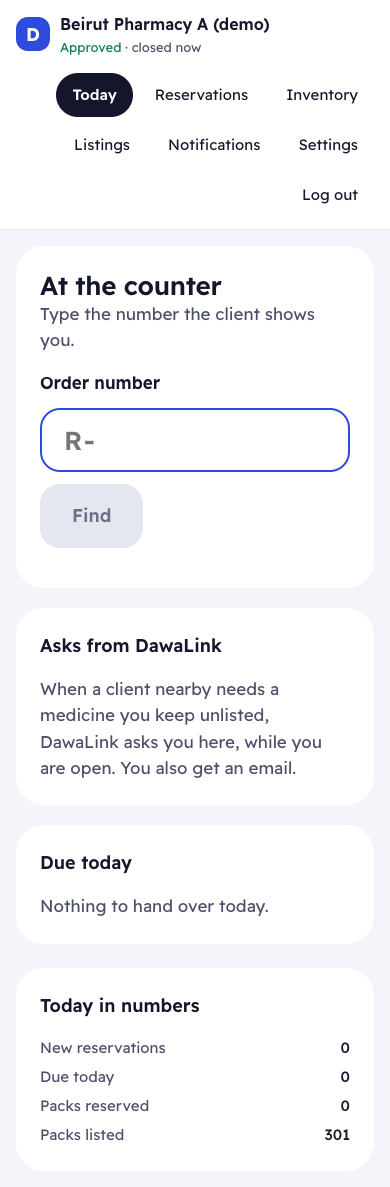 D
Beirut Pharmacy A (demo)
Approved · closed now
Today
Reservations
Inventory
Listings
Notifications
Settings
Log out
At the counter
Type the number the client shows
you.
Order number
R-
Find
Asks from DawaLink
When a client nearby needs a
medicine you keep unlisted,
DawaLink asks you here, while you
are open. You also get an email.
Due today
Nothing to hand over today.
Today in numbers
New reservations 0
Due today 0
Packs reserved 0
Packs listed 301